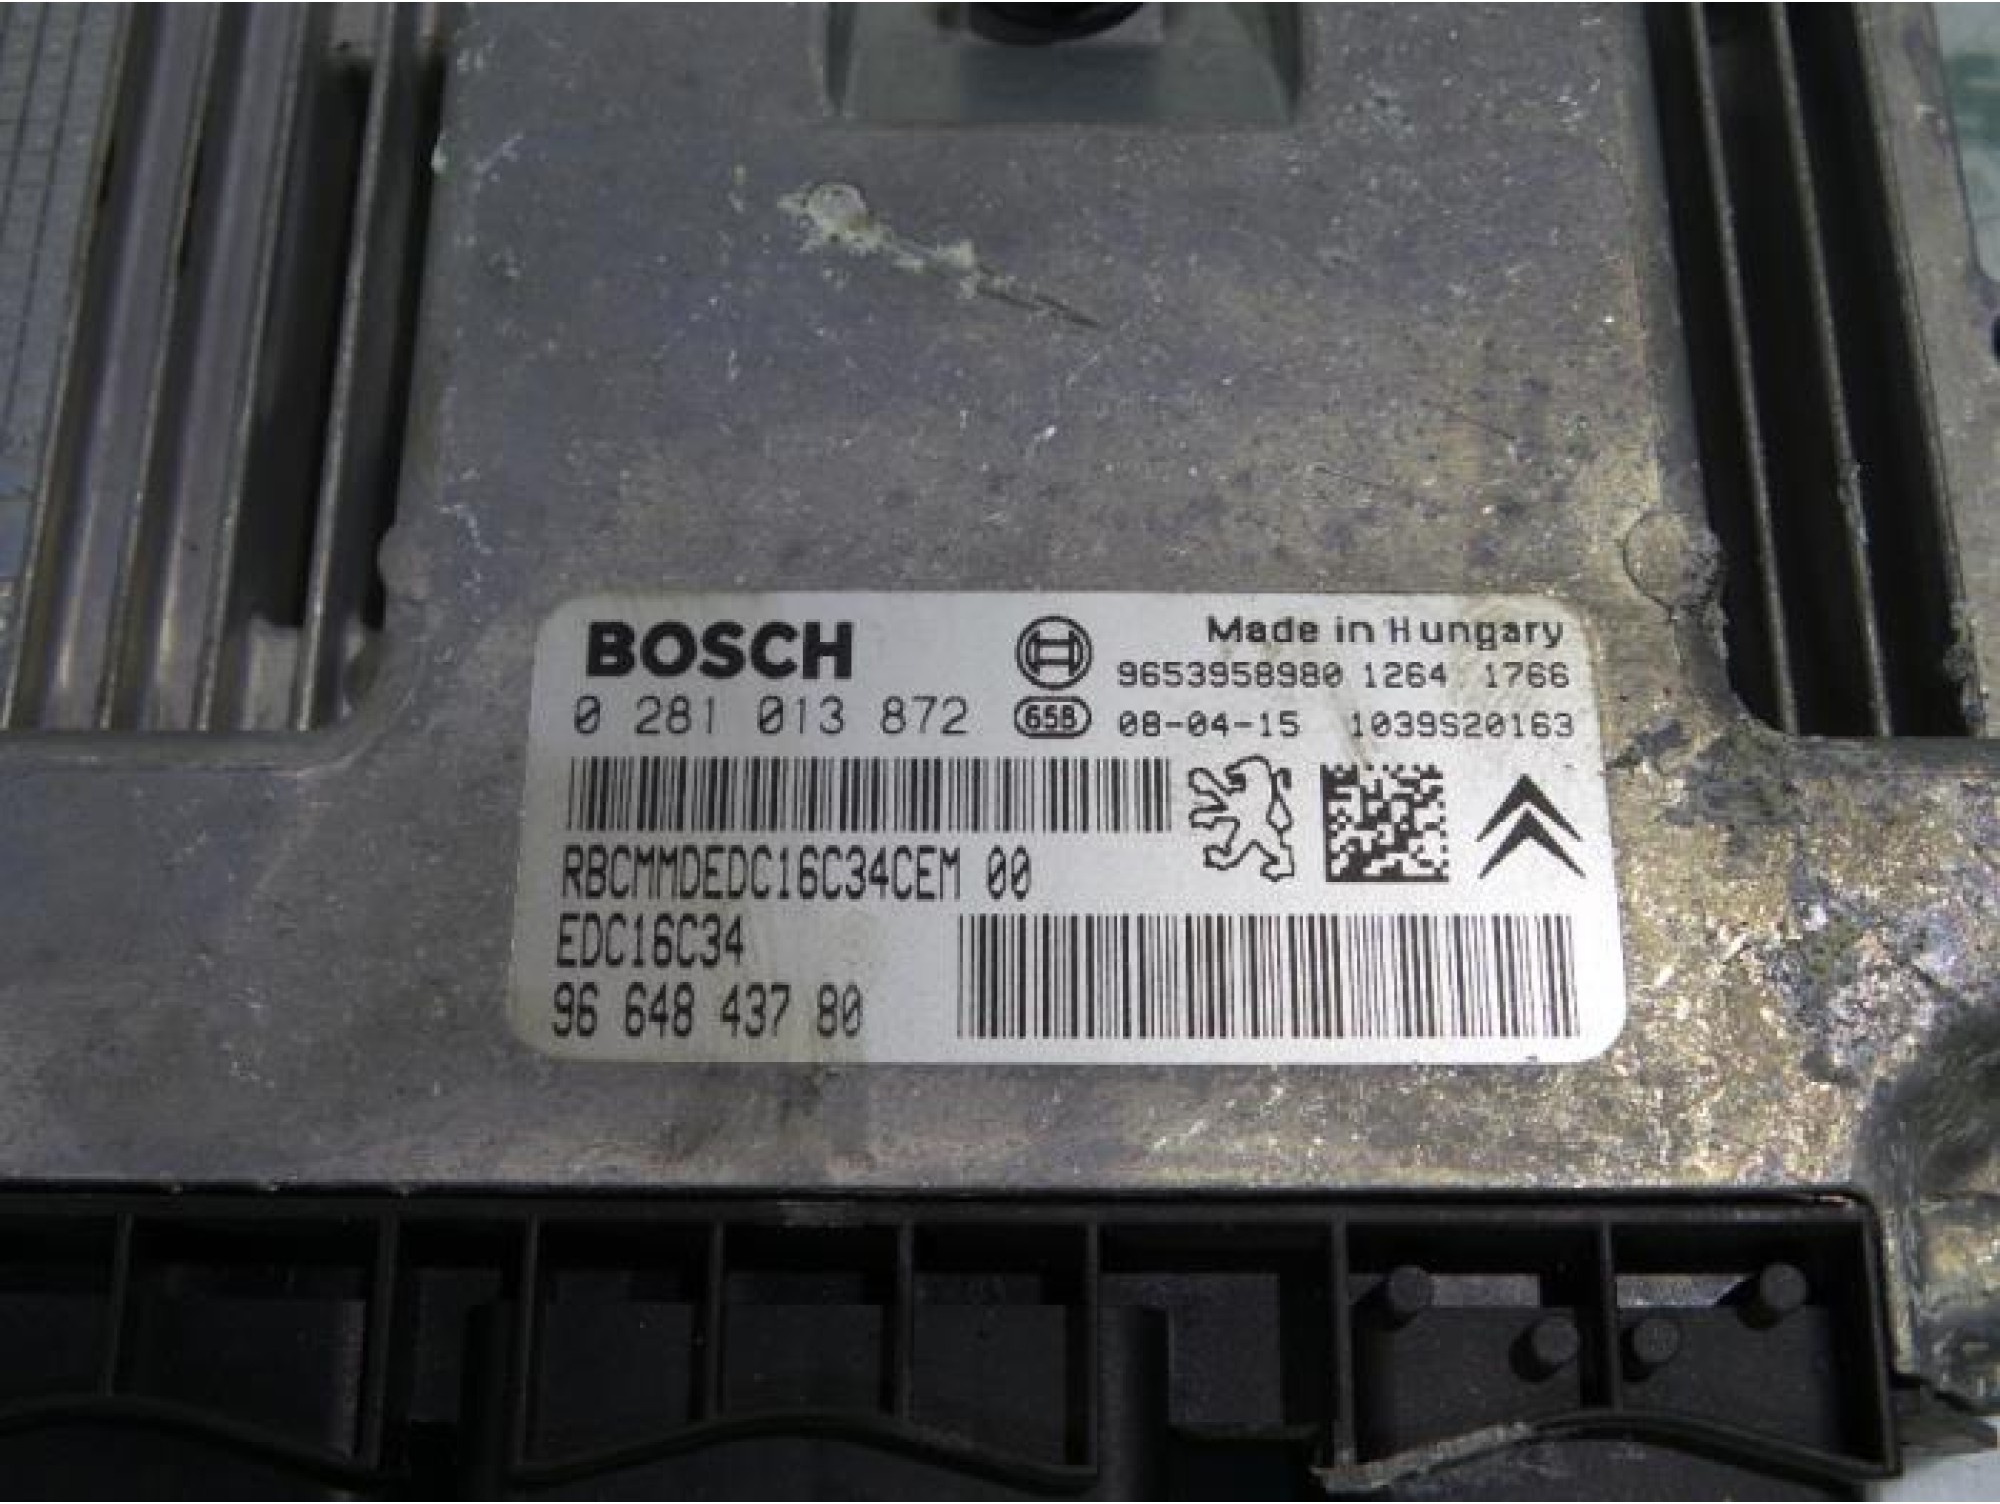 BOSCH
0 281 013 872
Made in Hungary
9653958980 1264 1766
65B 08-04-15 1039S20163
RBCMMDEDC16C34CEM 00
EDC16C34
96 648 437 80